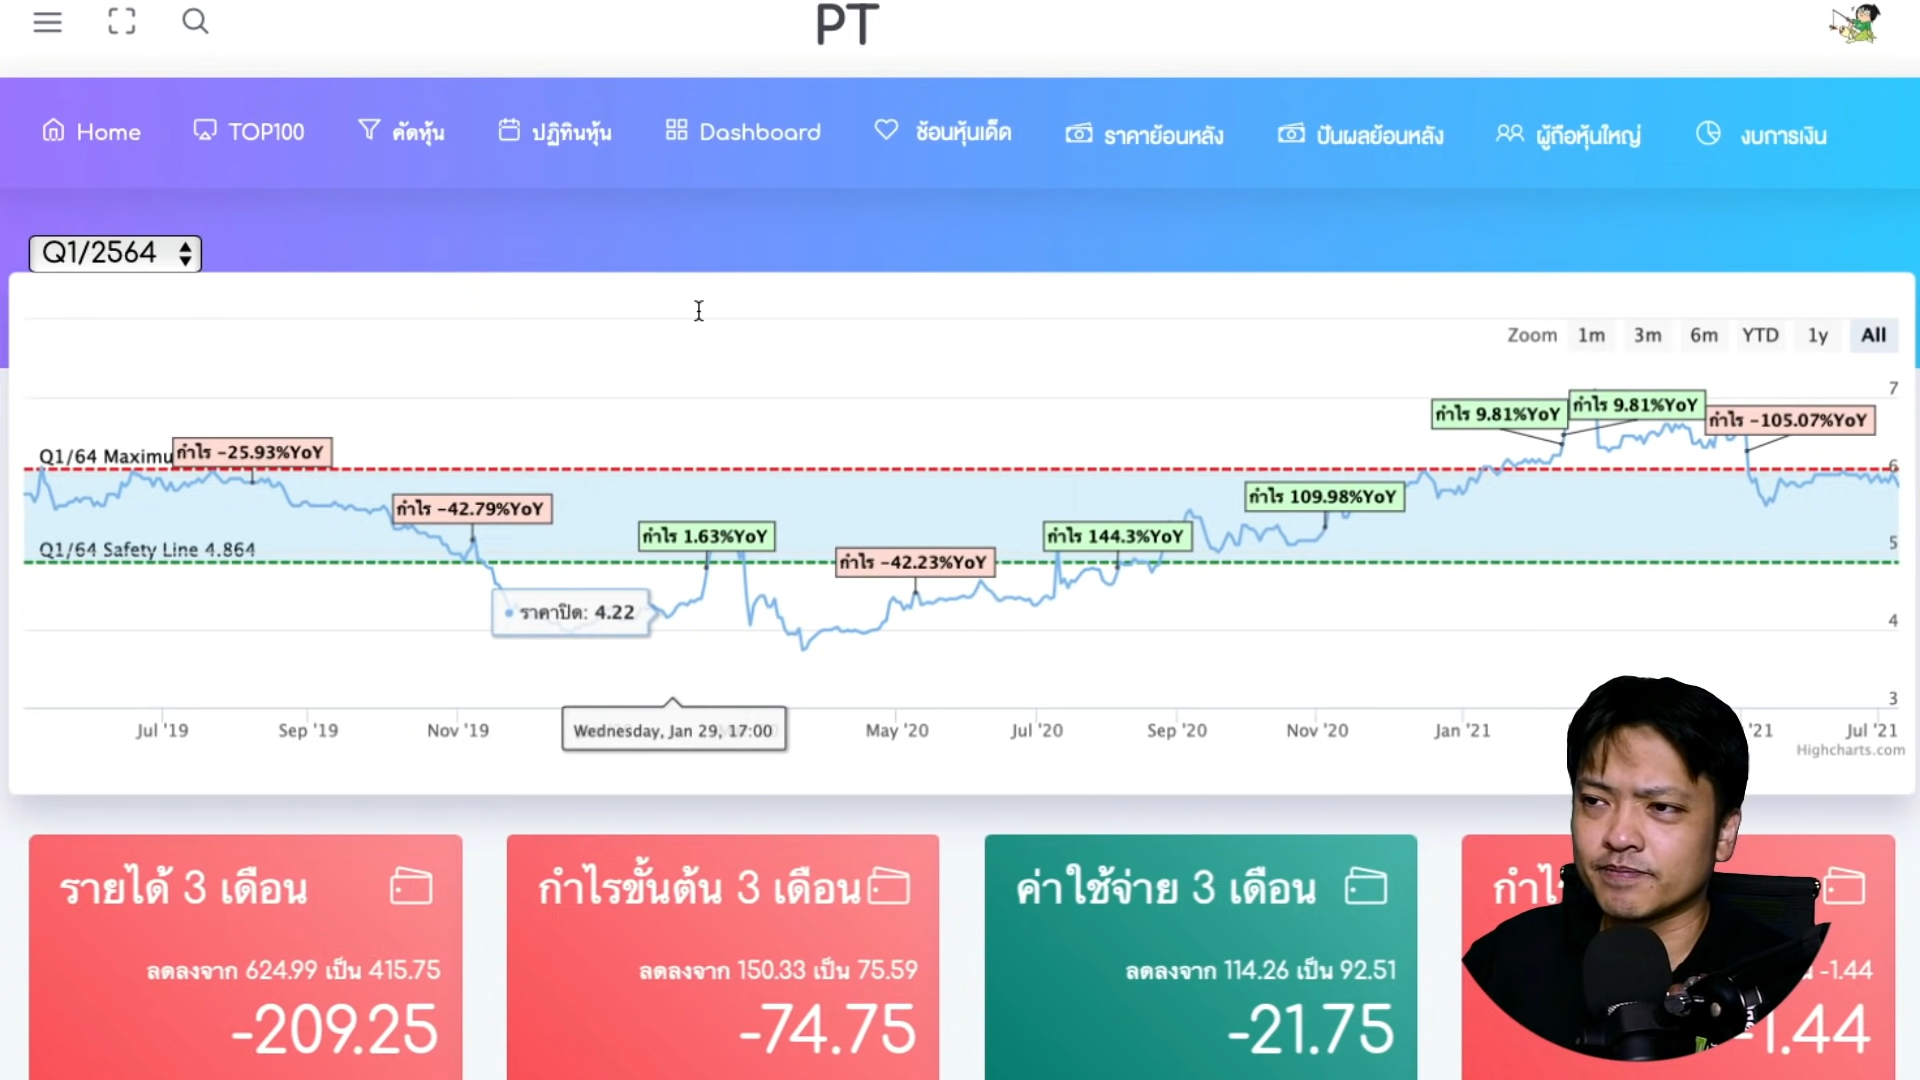 PT
Home
TOP100
คัดหุ้น
ปฏิทินหุ้น
Dashboard
ช้อนหุ้นเด็ด
ราคาย้อนหลัง
ปันผลย้อนหลัง
ผู้ถือหุ้นใหญ่
งบการเงิน
Q1/2564
Zoom 1m 3m 6m YTD 1y All
7
กำไร 9.81%YoY
กำไร 9.81%YoY
กำไร -105.07%YoY
Q1/64 Maximu
กำไร -25.93%YoY
6
กำไร -42.79%YoY
กำไร 109.98%YoY
กำไร 1.63%YoY
กำไร 144.3%YoY
5
Q1/64 Safety Line 4.864
กำไร -42.23%YoY
ราคาปิด: 4.22
4
3
Jul '19
Sep '19
Nov '19
Wednesday, Jan 29, 17:00
May '20
Jul '20
Sep '20
Nov '20
Jan '21
'21
Jul '21
Highcharts.com
รายได้ 3 เดือน
ลดลงจาก 624.99 เป็น 415.75
-209.25
กำไรขั้นต้น 3 เดือน
ลดลงจาก 150.33 เป็น 75.59
-74.75
ค่าใช้จ่าย 3 เดือน
ลดลงจาก 114.26 เป็น 92.51
-21.75
-1.44
-1.44